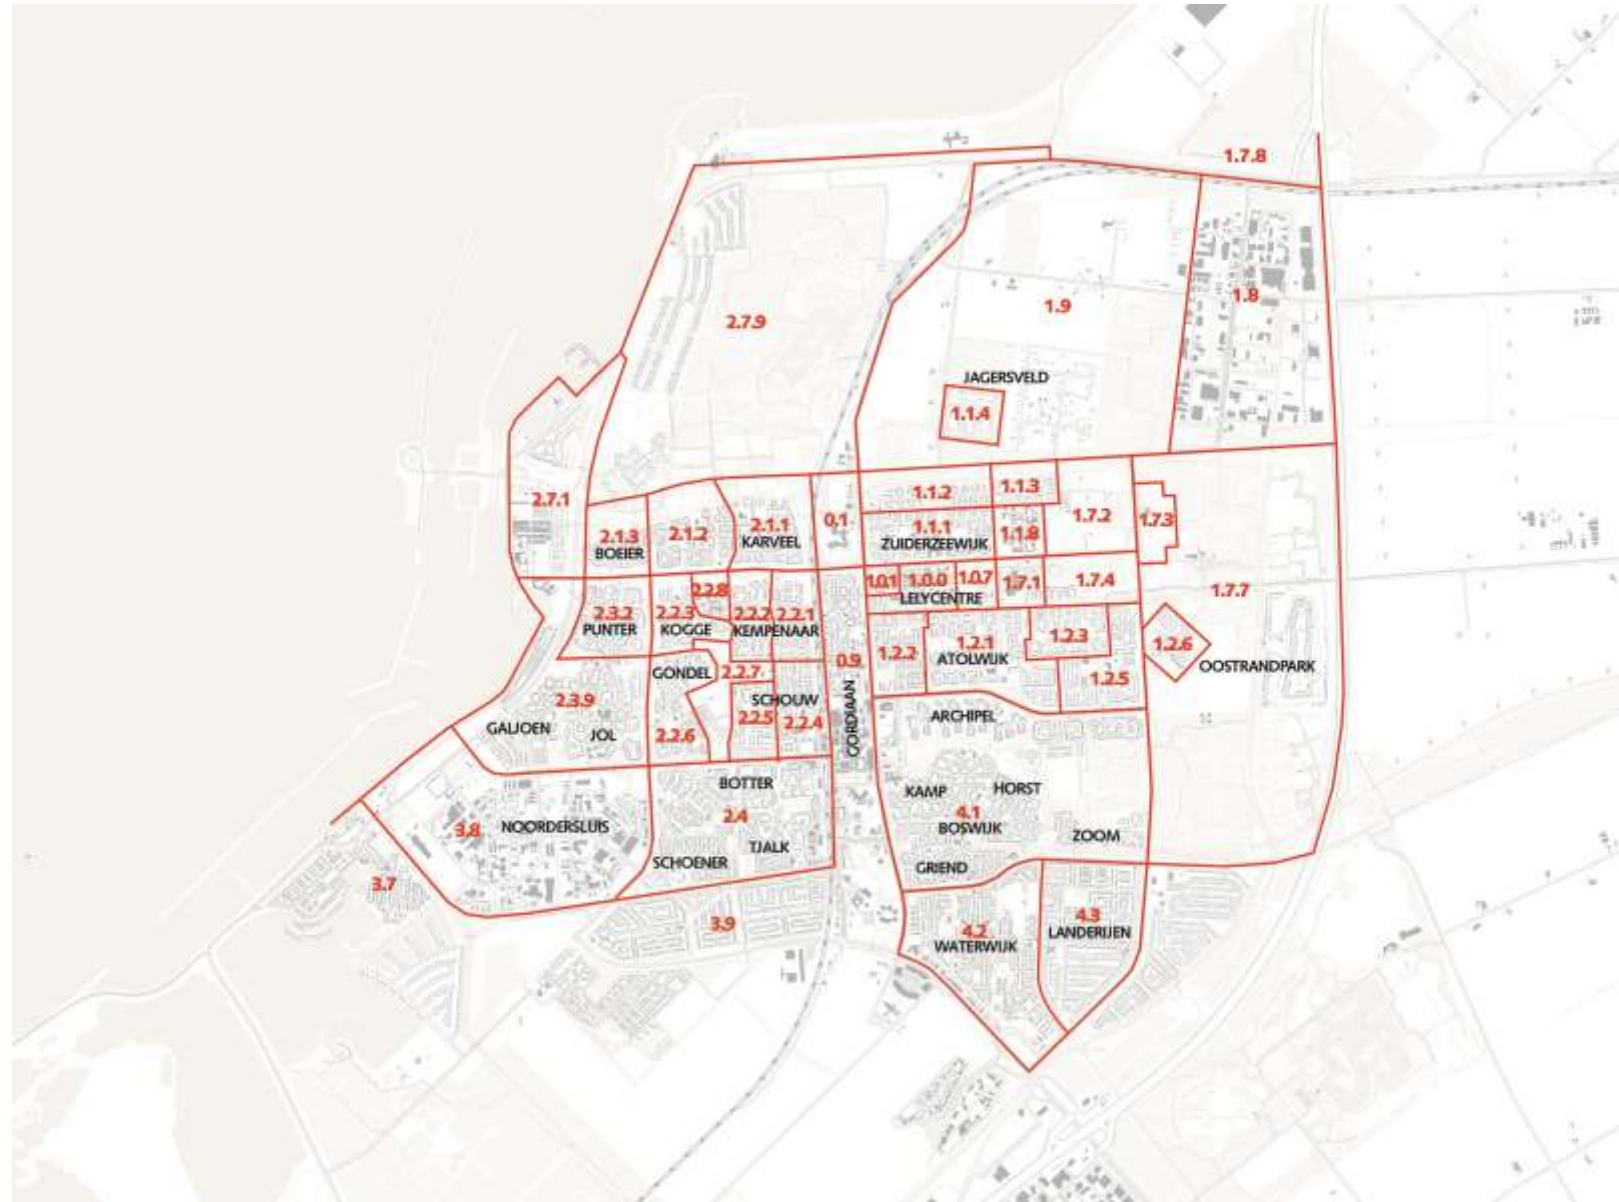 1.7.8
1.8
1.9
2.7.9
JAGERSVELD
1.1.4
2.7.1
2.1.3
BOEIER
2.1.2
2.1.1
KARVEEL
0.1
1.1.2
1.1.3
1.1.1
ZUIDERZEEWIJK
1.1.8
1.7.2
1.7.3
2.3.2
PUNTER
2.2.3
KOGGE
2.2.8
2.2.2
2.2.1
KEMPENAAR
1.0.1
1.0.0
1.0.7
LELYCENTRE
1.7.1
1.7.4
1.7.7
1.2.2
1.2.1
ATOLWIJK
1.2.3
1.2.5
1.2.6
OOSTRANDPARK
0.9
GORDIAAN
GONDEL
2.2.7
SCHOUW
2.2.5
2.2.4
2.2.6
2.3.9
GALJOEN
JOL
ARCHIPEL
KAMP
HORST
4.1
BOSWIJK
ZOOM
GRIEND
BOTTER
2.4
TJALK
SCHOENER
3.8
NOORDERSLUIS
3.7
3.9
4.2
WATERWIJK
4.3
LANDERIJEN